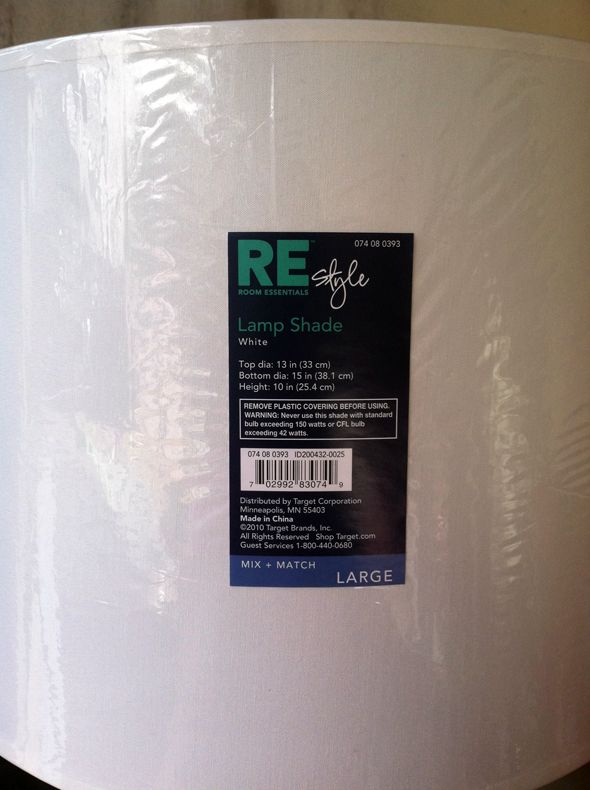 RE™ style
074 08 0393
ROOM ESSENTIALS
Lamp Shade
White
Top dia: 13 in (33 cm)
Bottom dia: 15 in (38.1 cm)
Height: 10 in (25.4 cm)
REMOVE PLASTIC COVERING BEFORE USING.
WARNING: Never use this shade with standard
bulb exceeding 150 watts or CFL bulb
exceeding 42 watts.
074 08 0393 ID200432-0025
7 02992 83074 9
Distributed by Target Corporation
Minneapolis, MN 55403
Made in China
©2010 Target Brands, Inc.
All Rights Reserved Shop Target.com
Guest Services 1-800-440-0680
MIX + MATCH
LARGE